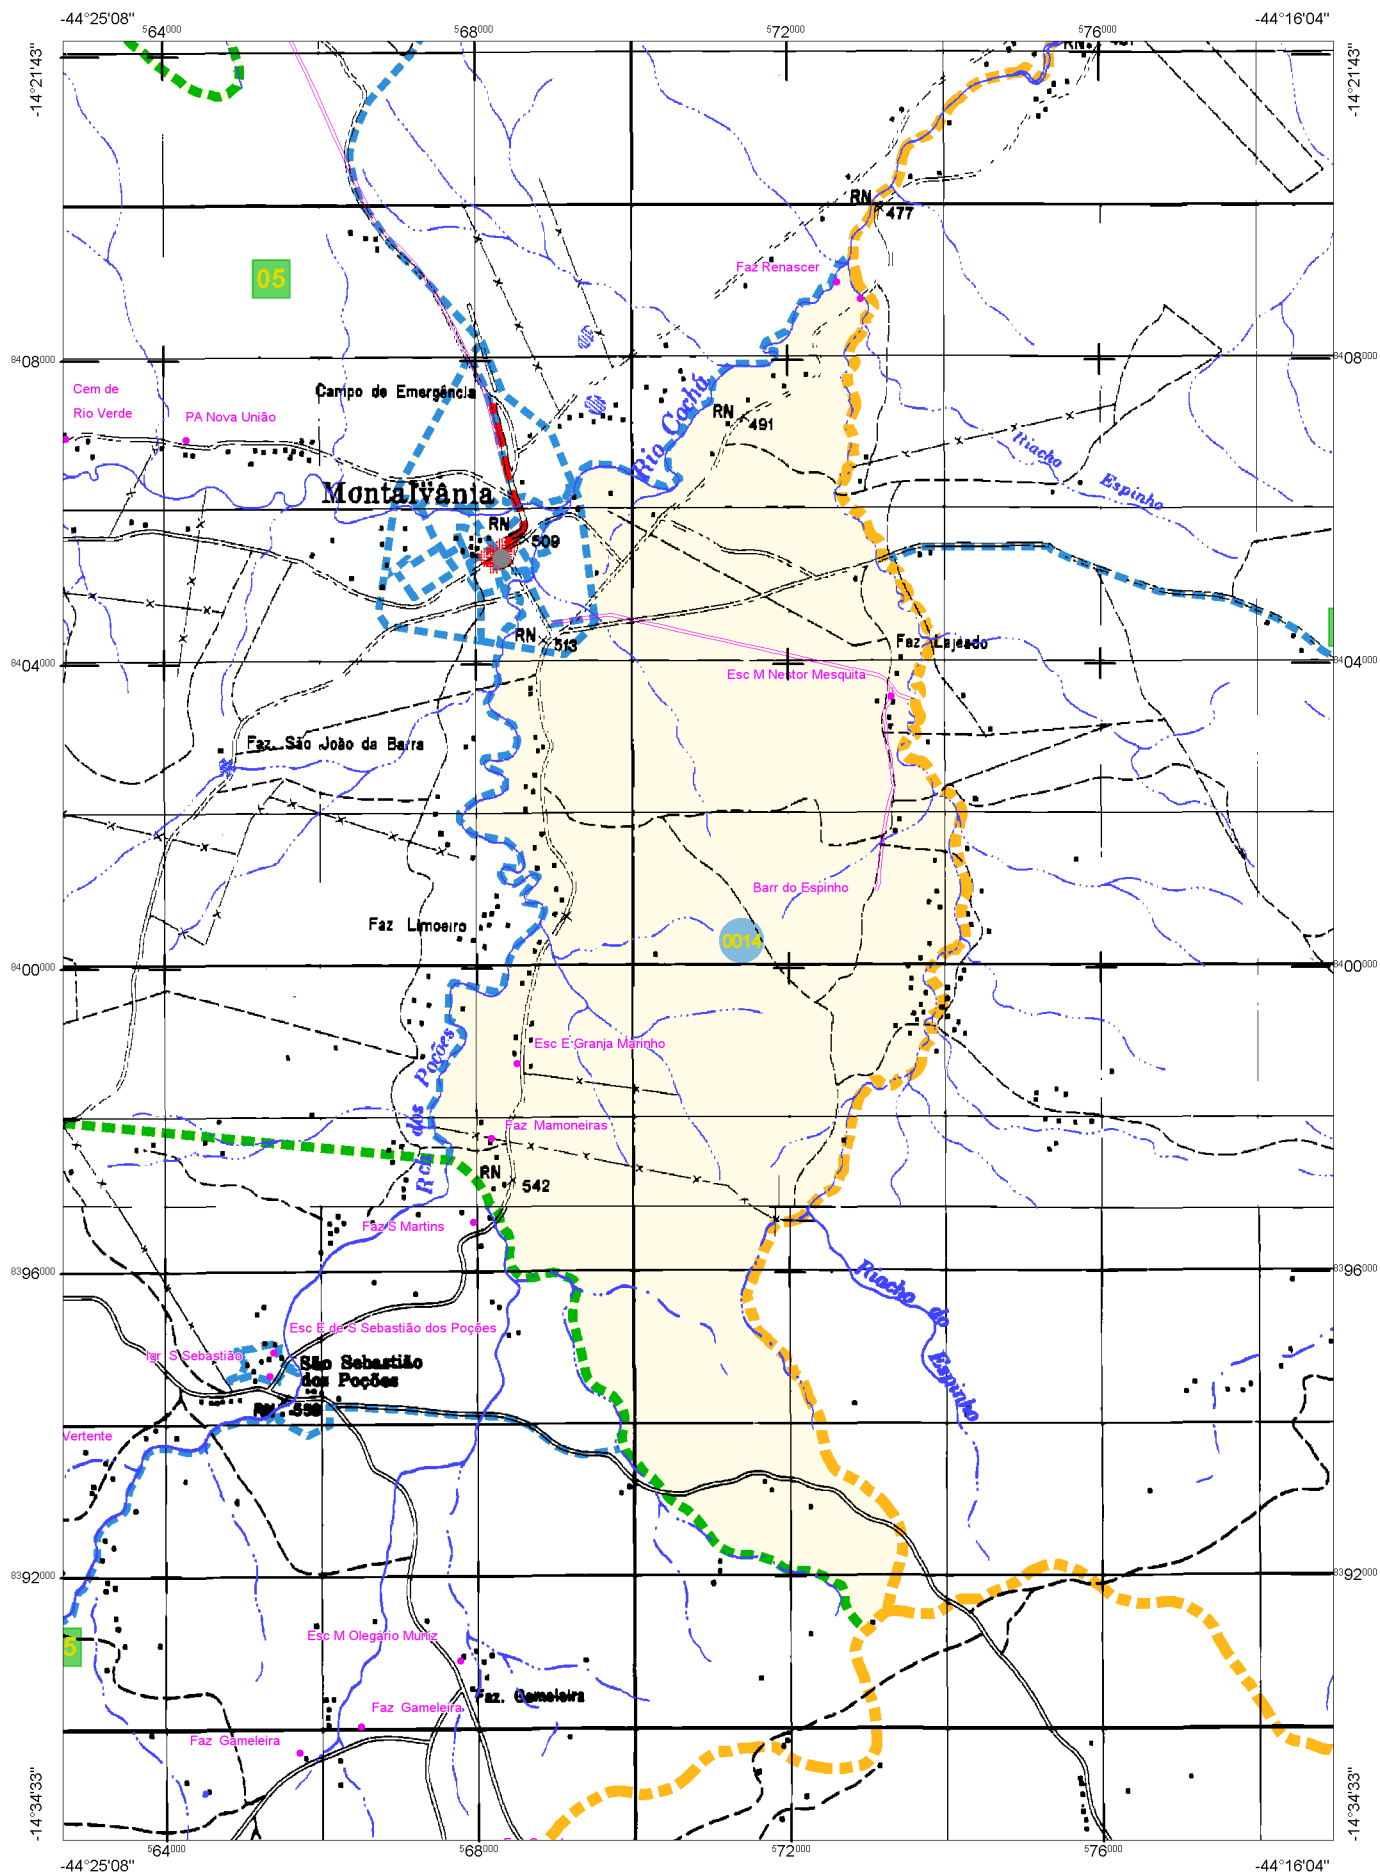 -44°25'08"
-44°16'04"
564000
568000
572000
576000
-14°21'43"
-14°21'43"
RN
RN
477
Faz Renascer
05
8408000
8408000
Cem de
Rio Verde
PA Nova União
Campo de Emergência
Rio Cochá
RN
491
Riacho
Espinho
Montalvânia
RN
509
RN
513
Faz. Lajeado
8404000
8404000
Esc M Nestor Mesquita
Faz. São João da Barra
Barr do Espinho
Faz Limoeiro
0014
8400000
8400000
Esc E Granja Marinho
Rch dos Poções
Faz Mamoneiras
RN
542
Faz S Martins
8396000
8396000
Riacho do Espinho
Esc E de S Sebastião dos Poções
Igr S Sebastião
São Sebastião
dos Poções
RN 558
Vertente
8392000
8392000
5
Esc M Olegário Muniz
Faz. Gameleira
Faz Gameleira
Faz Gameleira
-14°34'33"
-14°34'33"
564000
568000
572000
576000
-44°25'08"
-44°16'04"